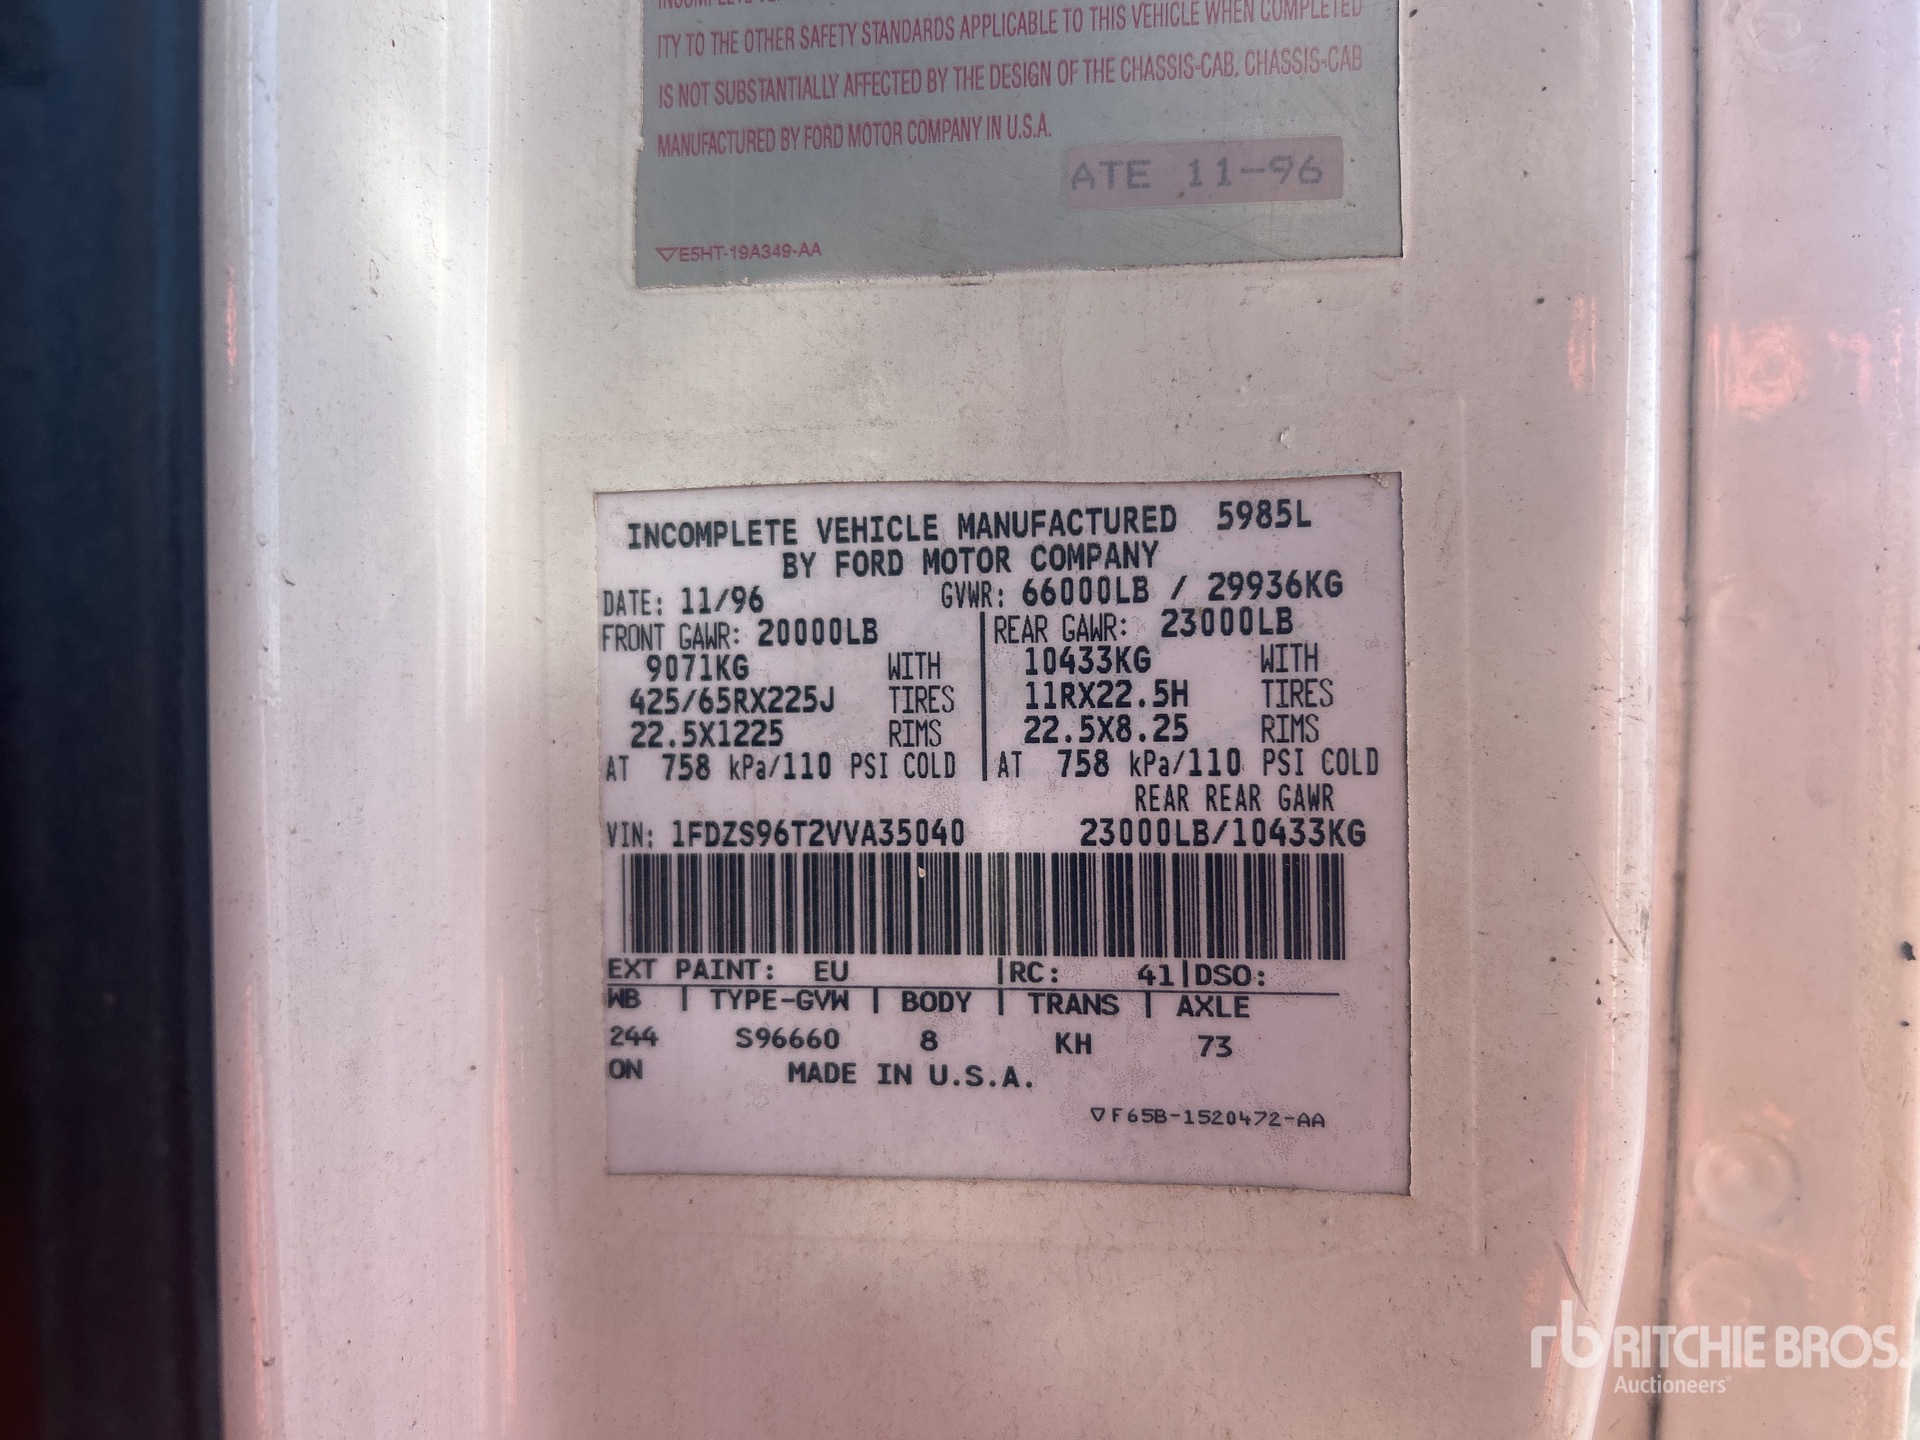 ITY TO THE OTHER SAFETY STANDARDS APPLICABLE TO THIS VEHICLE WHEN COMPLETED
IS NOT SUBSTANTIALLY AFFECTED BY THE DESIGN OF THE CHASSIS-CAB. CHASSIS-CAB
MANUFACTURED BY FORD MOTOR COMPANY IN U.S.A.
ATE 11-96
▽E5HT-19A349-AA
INCOMPLETE VEHICLE MANUFACTURED 5985L
BY FORD MOTOR COMPANY
DATE: 11/96 GVWR: 66000LB / 29936KG
FRONT GAWR: 20000LB REAR GAWR: 23000LB
9071KG WITH 10433KG WITH
425/65RX225J TIRES 11RX22.5H TIRES
22.5X1225 RIMS 22.5X8.25 RIMS
AT 758 kPa/110 PSI COLD AT 758 kPa/110 PSI COLD
REAR REAR GAWR
VIN: 1FDZS96T2VVA35040 23000LB/10433KG
EXT PAINT: EU |RC: 41|DSO:
WB | TYPE-GVW | BODY | TRANS | AXLE
244 S96660 8 KH 73
ON MADE IN U.S.A.
▽F65B-1520472-AA
rb RITCHIE BROS.
Auctioneers